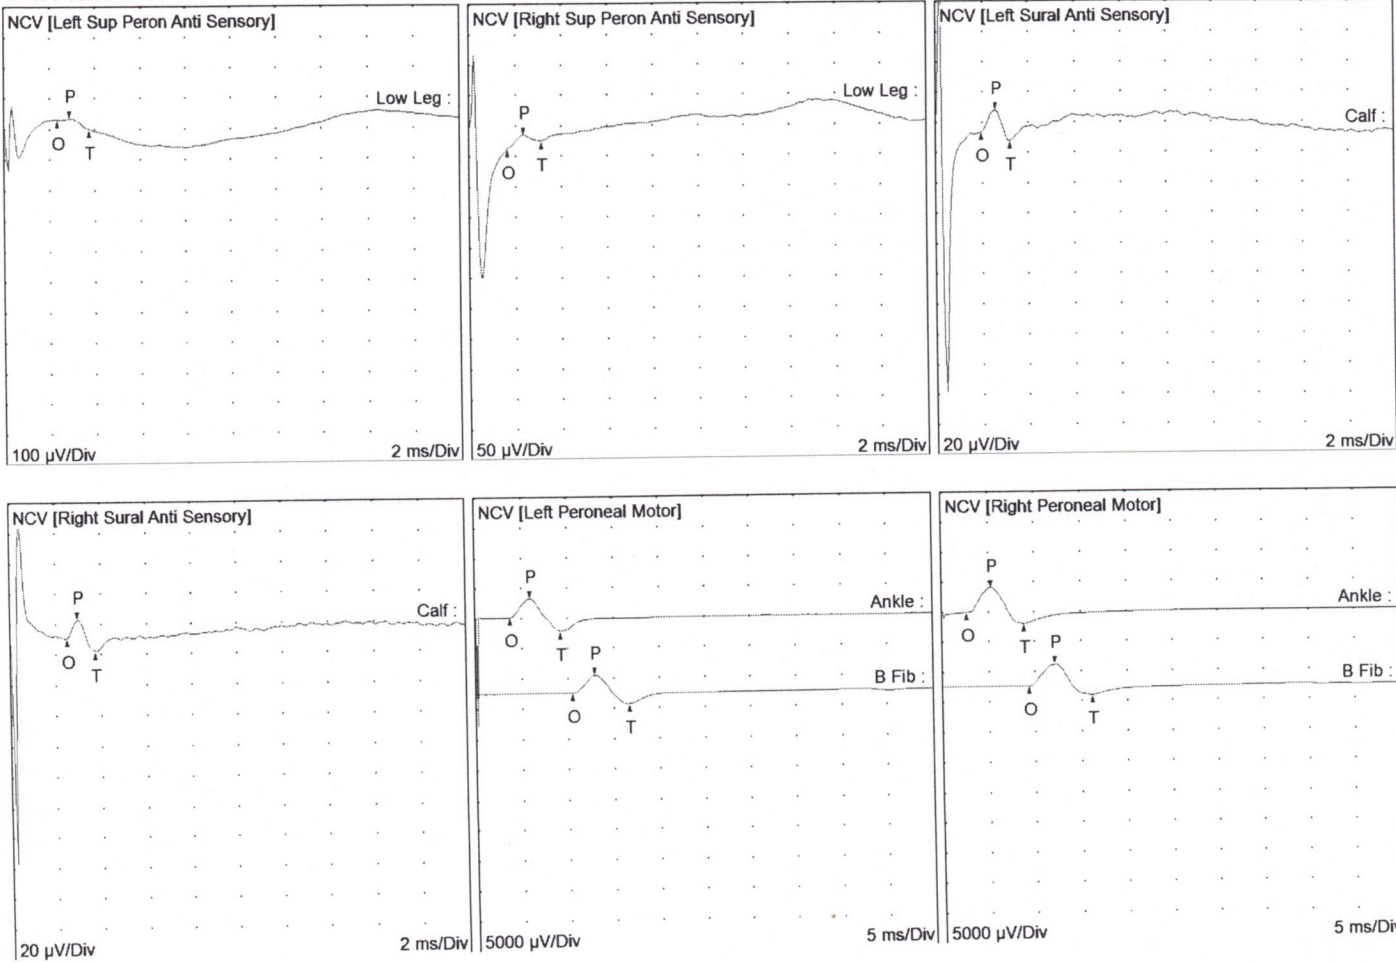 NCV [Left Sup Peron Anti Sensory]
P
Low Leg :
O
T
100 µV/Div
2 ms/Div
NCV [Right Sup Peron Anti Sensory]
Low Leg :
P
O
T
50 µV/Div
2 ms/Div
NCV [Left Sural Anti Sensory]
P
Calf :
O
T
20 µV/Div
2 ms/Div
NCV [Right Sural Anti Sensory]
P
Calf :
O
T
20 µV/Div
2 ms/Div
NCV [Left Peroneal Motor]
P
Ankle :
O
T
P
B Fib :
O
T
5000 µV/Div
5 ms/Div
NCV [Right Peroneal Motor]
P
Ankle :
O
T
P
B Fib :
O
T
5000 µV/Div
5 ms/Div